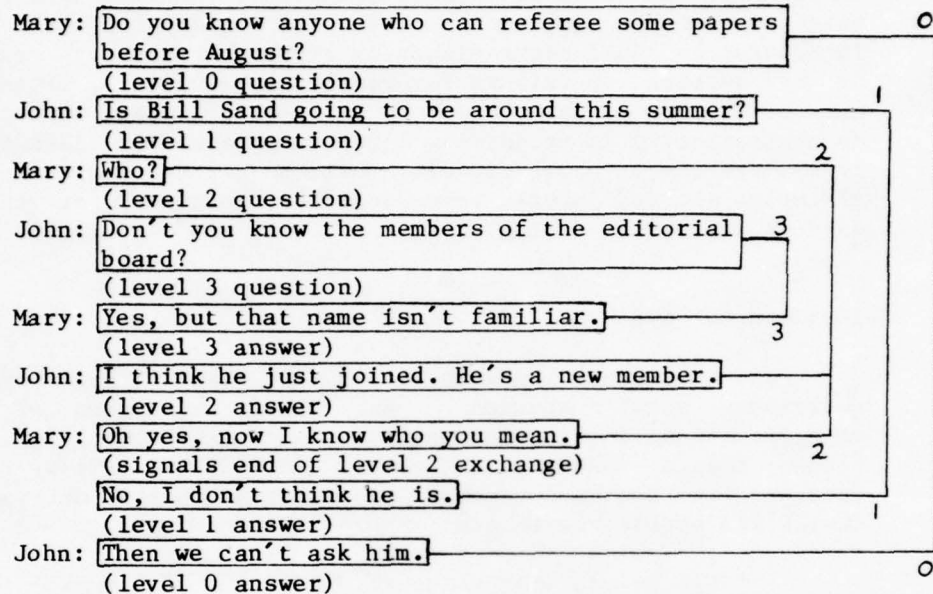 Mary: Do you know anyone who can referee some papers 0
before August?
(level 0 question)
John: Is Bill Sand going to be around this summer? 1
(level 1 question)
Mary: Who? 2
(level 2 question)
John: Don't you know the members of the editorial 3
board?
(level 3 question)
Mary: Yes, but that name isn't familiar. 3
(level 3 answer)
John: I think he just joined. He's a new member.
(level 2 answer)
Mary: Oh yes, now I know who you mean. 2
(signals end of level 2 exchange)
No, I don't think he is. 1
(level 1 answer)
John: Then we can't ask him. 0
(level 0 answer)